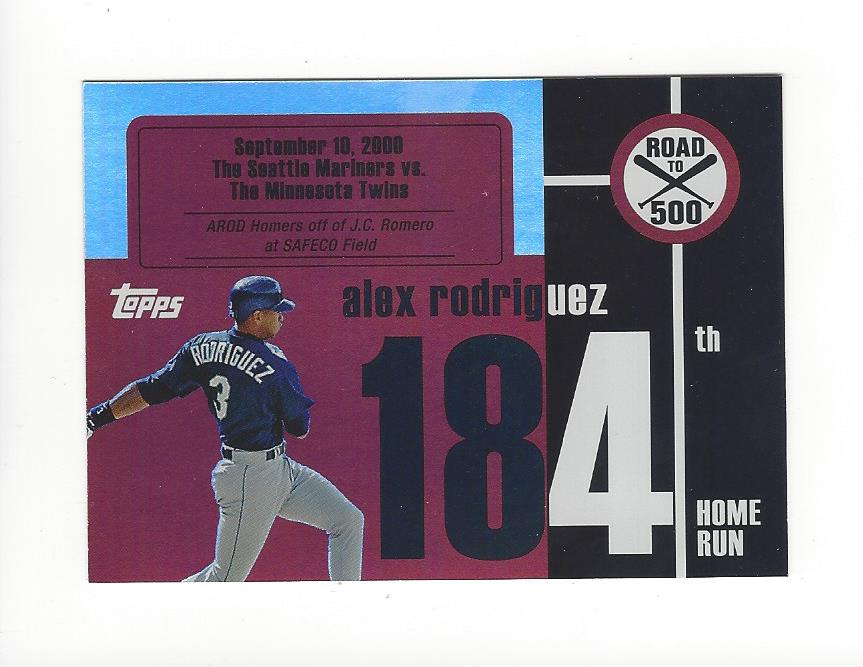 September 10, 2000
The Seattle Mariners vs.
The Minnesota Twins
AROD Homers off of J.C. Romero
at SAFECO Field
ROAD
TO
500
topps
alex rodriguez
RODRIGUEZ
3
184
th
HOME
RUN